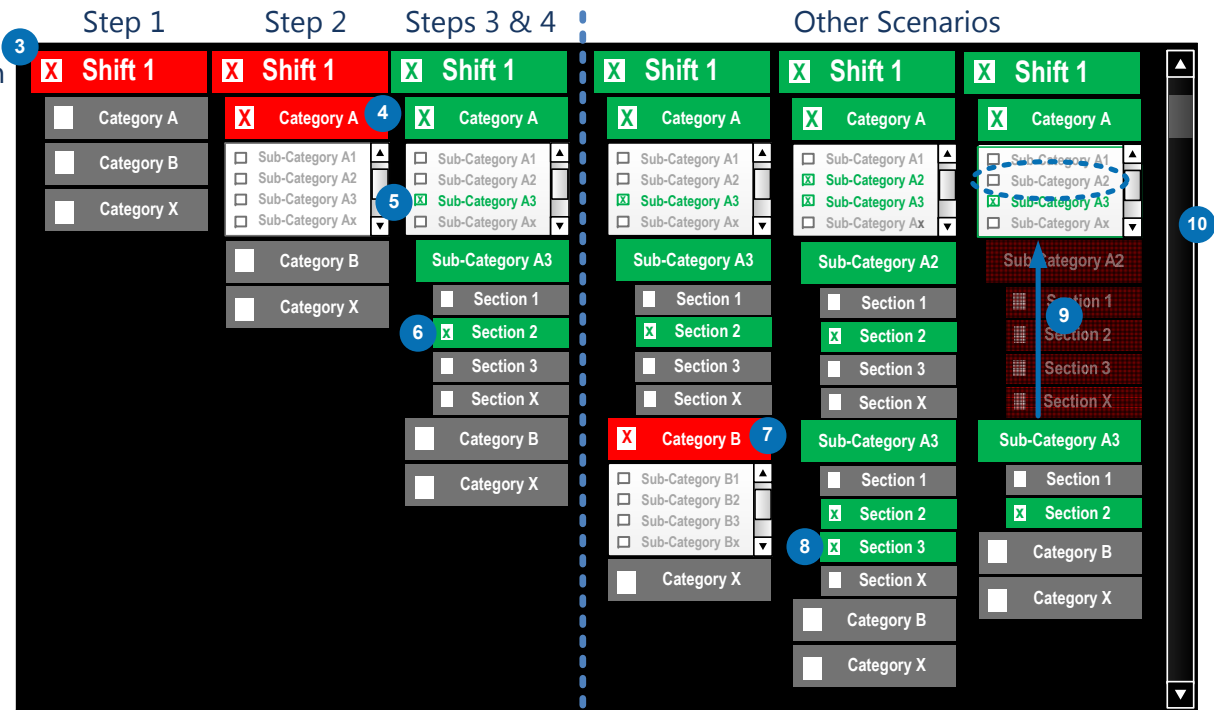 Step 1
Step 2
Steps 3 & 4
Other Scenarios
3
n
X Shift 1
Category A
Category B
Category X
X Shift 1
X Category A
4
Sub-Category A1
Sub-Category A2
Sub-Category A3
Sub-Category Ax
Category B
Category X
X Shift 1
X Category A
Sub-Category A1
Sub-Category A2
5
X Sub-Category A3
Sub-Category Ax
Sub-Category A3
Section 1
6
X Section 2
Section 3
Section X
Category B
Category X
X Shift 1
X Category A
Sub-Category A1
Sub-Category A2
X Sub-Category A3
Sub-Category Ax
Sub-Category A3
Section 1
X Section 2
Section 3
Section X
X Category B
7
Sub-Category B1
Sub-Category B2
Sub-Category B3
Sub-Category Bx
Category X
X Shift 1
X Category A
Sub-Category A1
X Sub-Category A2
X Sub-Category A3
Sub-Category Ax
Sub-Category A2
Section 1
X Section 2
Section 3
Section X
Sub-Category A3
Section 1
X Section 2
8
X Section 3
Section X
Category B
Category X
X Shift 1
X Category A
Sub-Category A1
Sub-Category A2
X Sub-Category A3
Sub-Category Ax
Sub-Category A2
Section 1
9
Section 2
Section 3
Section X
Sub-Category A3
Section 1
X Section 2
Category B
Category X
10